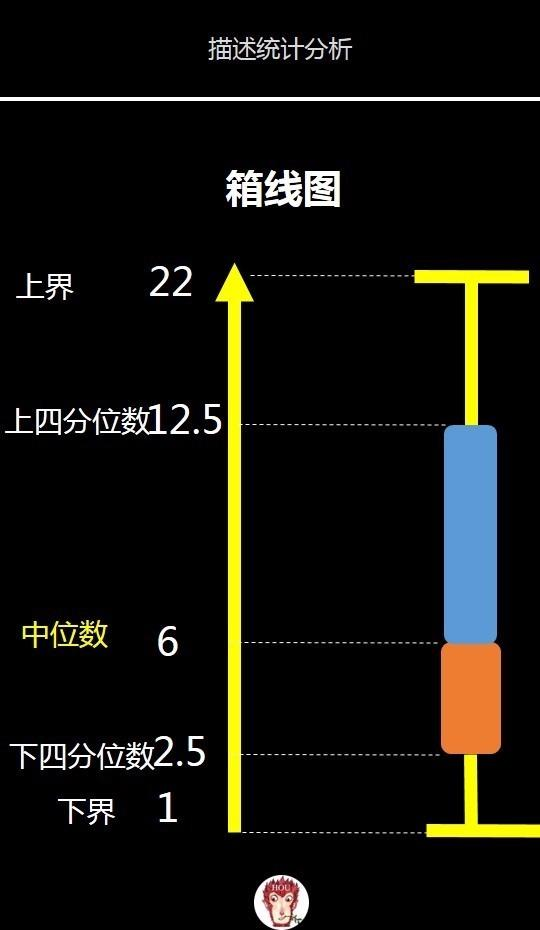 描述统计分析
箱线图
上界 22
上四分位数12.5
中位数 6
下四分位数2.5
下界 1
HOU